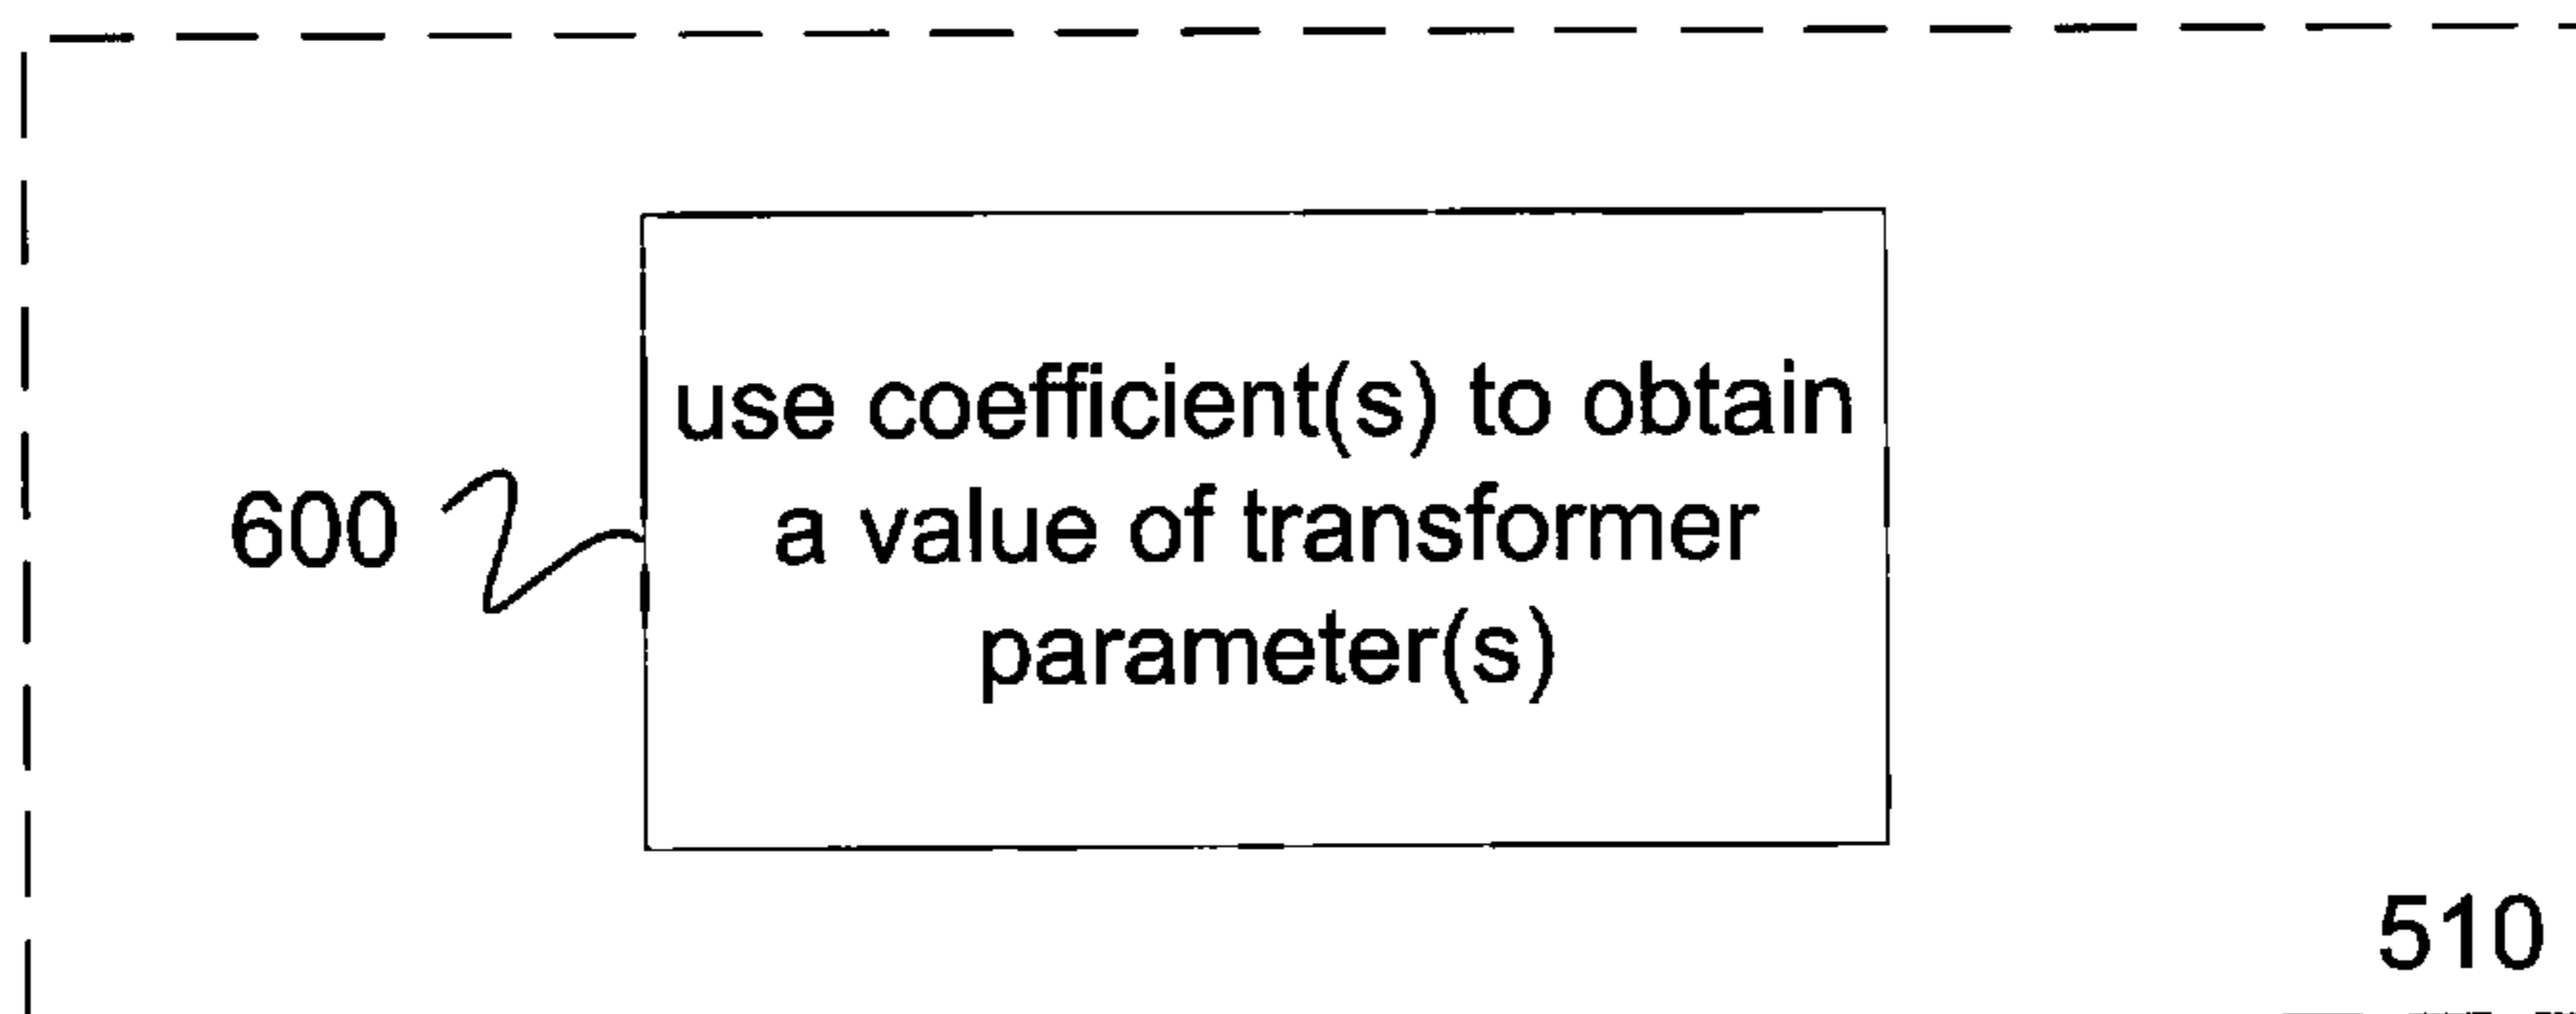 use coefficient(s) to obtain
a value of transformer
parameter(s)
600
510